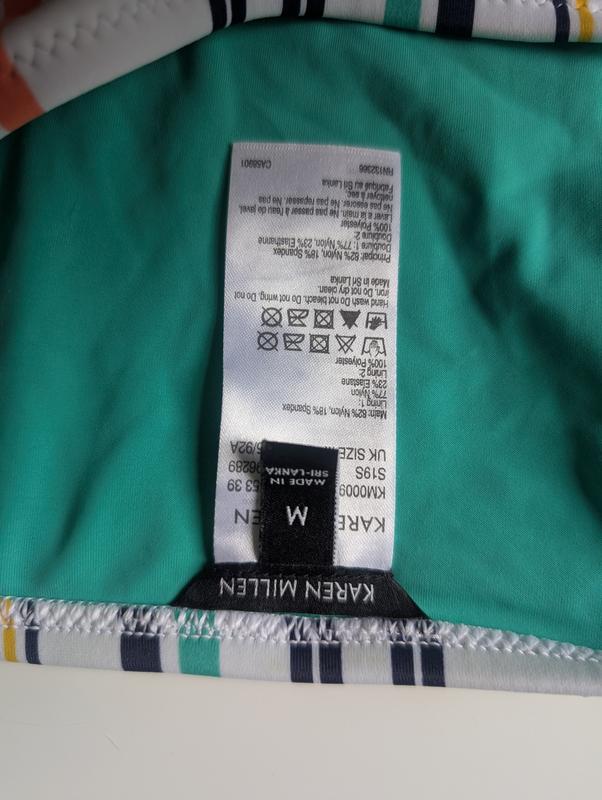 KAREN MILLEN
M
MADE IN
SRI-LANKA
KM0009 53 39
S19S
UK SIZE
Main: 82% Nylon, 18% Spandex
Lining 1:
77% Nylon
23% Elastane
Lining 2:
100% Polyester
Hand wash Do not bleach. Do not wring. Do not
iron. Do not dry clean.
Made in Sri Lanka
Principal: 82% Nylon, 18% Spandex
Doublure 1: 77% Nylon, 23% Elasthanne
Doublure 2:
100% Polyester
Laver a la main. Ne pas à passer à l'eau de javel.
Ne pas essorer. Ne pas repasser. Ne pas
nettoyer à sec.
Fabriqué au Sri Lanka
RN132366 CA58901